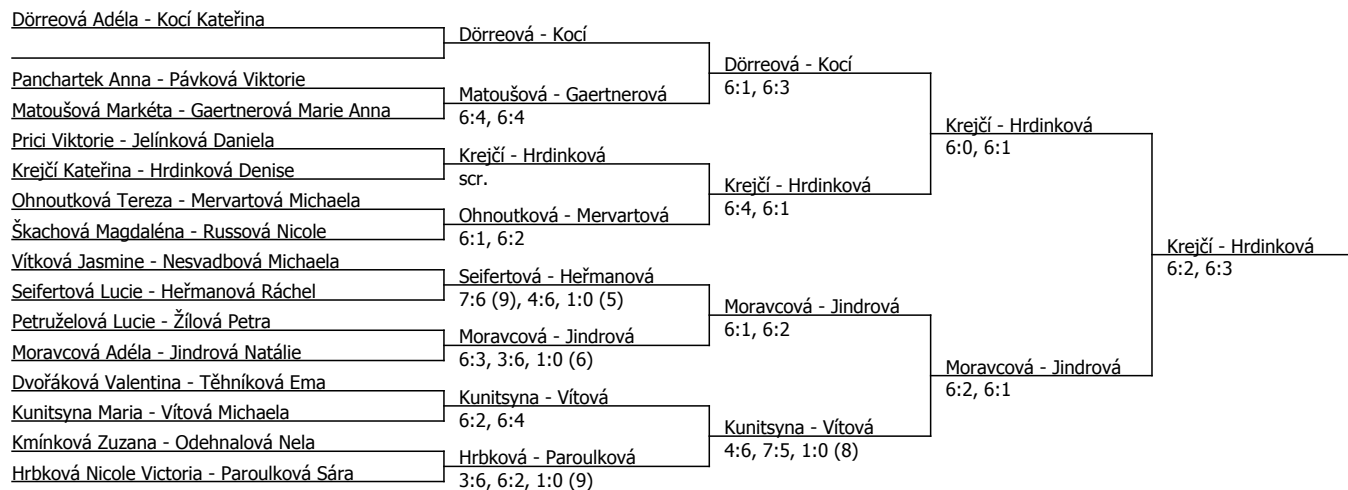 Dörreová Adéla - Kocí Kateřina
Panchartek Anna - Pávková Viktorie
Matoušová Markéta - Gaertnerová Marie Anna
Prici Viktorie - Jelínková Daniela
Krejčí Kateřina - Hrdinková Denise
Ohnoutková Tereza - Mervartová Michaela
Škachová Magdaléna - Russová Nicole
Vítková Jasmine - Nesvadbová Michaela
Seifertová Lucie - Heřmanová Ráchel
Petruželová Lucie - Žílová Petra
Moravcová Adéla - Jindrová Natálie
Dvořáková Valentina - Těhníková Ema
Kunitsyna Maria - Vítová Michaela
Kmínková Zuzana - Odehnalová Nela
Hrbková Nicole Victoria - Paroulková Sára
Dörreová - Kocí
Matoušová - Gaertnerová
6:4, 6:4
Krejčí - Hrdinková
scr.
Ohnoutková - Mervartová
6:1, 6:2
Seifertová - Heřmanová
7:6 (9), 4:6, 1:0 (5)
Moravcová - Jindrová
6:3, 3:6, 1:0 (6)
Kunitsyna - Vítová
6:2, 6:4
Hrbková - Paroulková
3:6, 6:2, 1:0 (9)
Dörreová - Kocí
6:1, 6:3
Krejčí - Hrdinková
6:4, 6:1
Moravcová - Jindrová
6:1, 6:2
Kunitsyna - Vítová
4:6, 7:5, 1:0 (8)
Krejčí - Hrdinková
6:0, 6:1
Moravcová - Jindrová
6:2, 6:1
Krejčí - Hrdinková
6:2, 6:3